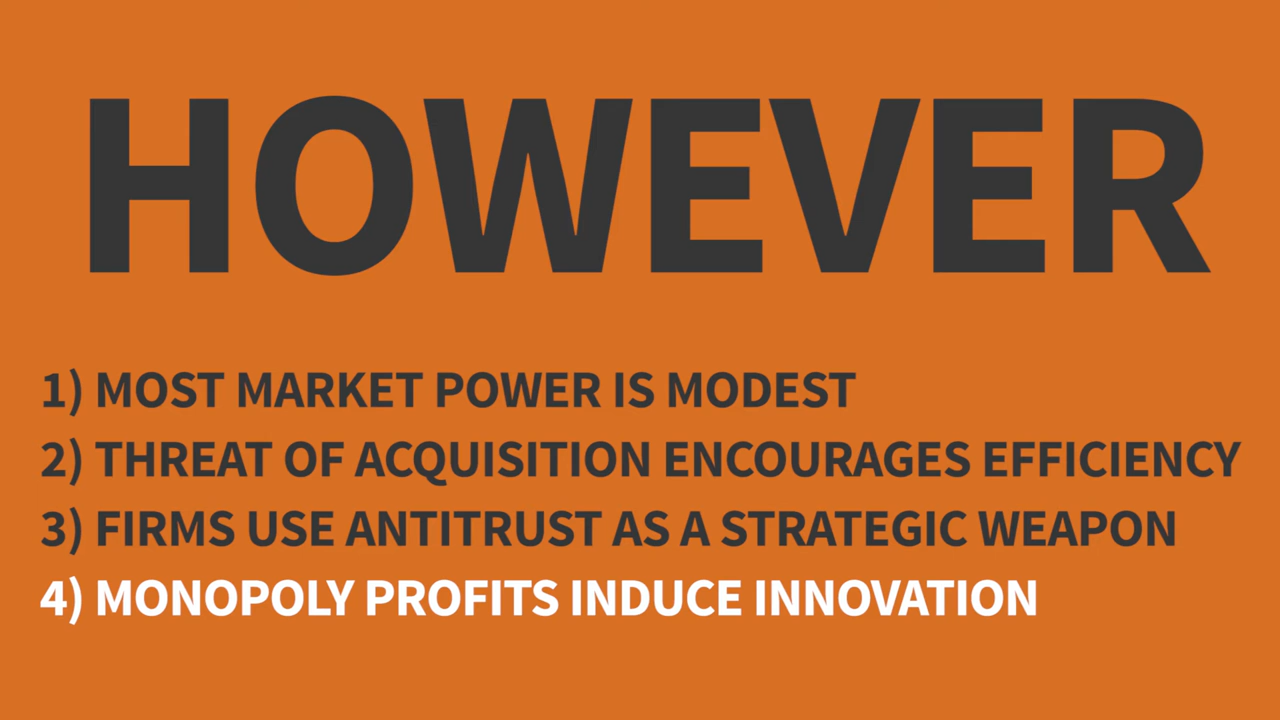 HOWEVER
1) MOST MARKET POWER IS MODEST
2) THREAT OF ACQUISITION ENCOURAGES EFFICIENCY
3) FIRMS USE ANTITRUST AS A STRATEGIC WEAPON
4) MONOPOLY PROFITS INDUCE INNOVATION